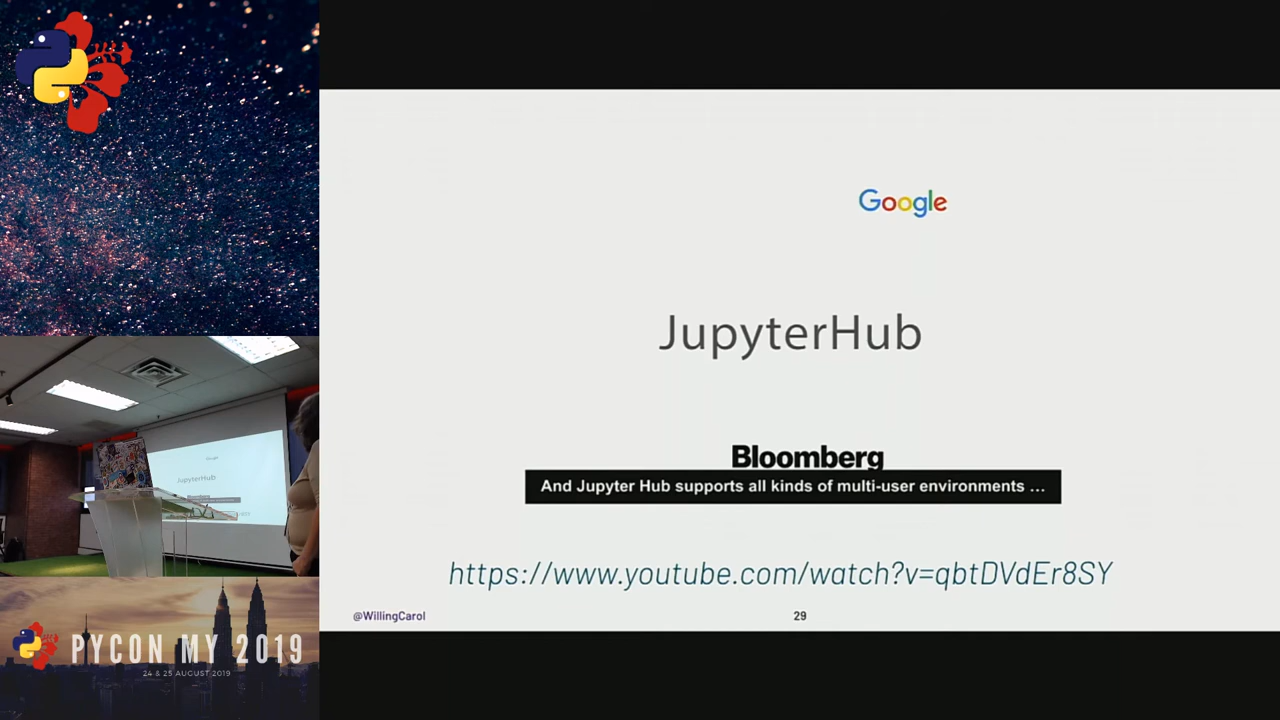 Google
JupyterHub
Bloomberg
And Jupyter Hub supports all kinds of multi-user environments ...
https://www.youtube.com/watch?v=qbtDVdEr8SY
@WillingCarol
29
JupyterHub
PYCON MY 2019
24 & 25 AUGUST 2019